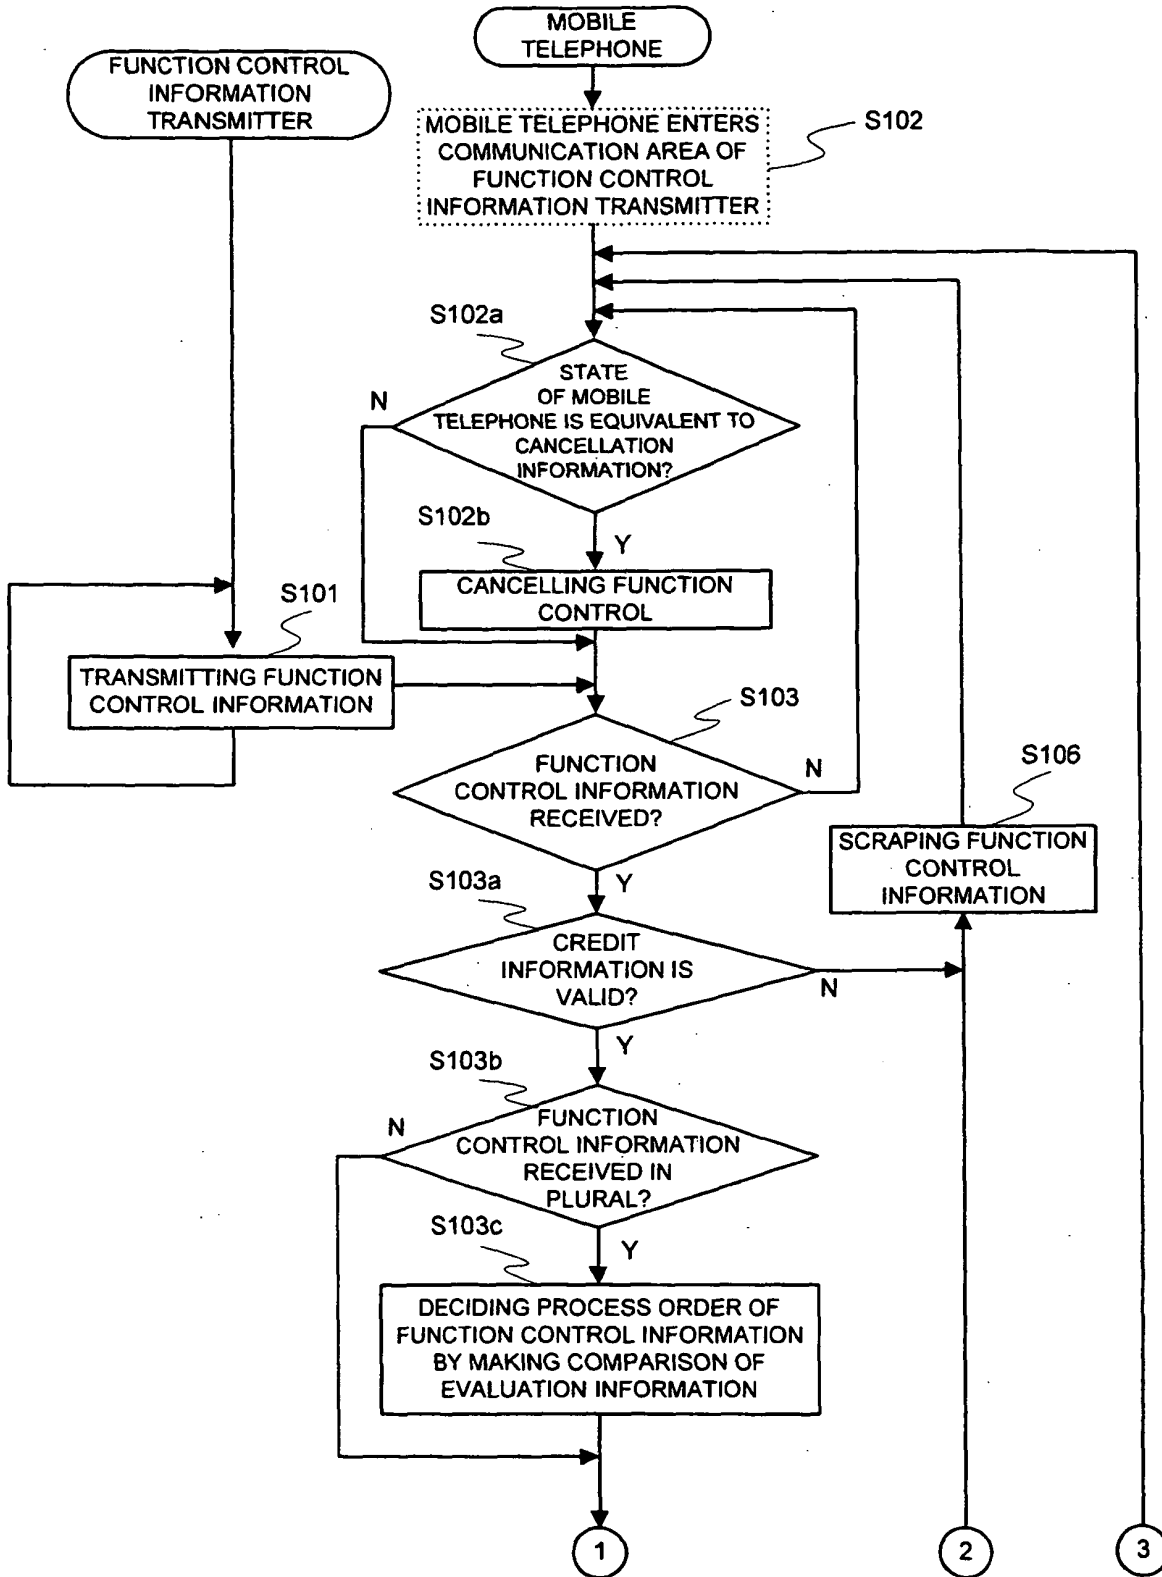 MOBILE
TELEPHONE
FUNCTION CONTROL
INFORMATION
TRANSMITTER
MOBILE TELEPHONE ENTERS
COMMUNICATION AREA OF
FUNCTION CONTROL
INFORMATION TRANSMITTER
S102
S102a
N
STATE
OF MOBILE
TELEPHONE IS EQUIVALENT TO
CANCELLATION
INFORMATION?
S102b
Y
CANCELLING FUNCTION
CONTROL
S101
TRANSMITTING FUNCTION
CONTROL INFORMATION
S103
FUNCTION
CONTROL INFORMATION
RECEIVED?
N
S106
SCRAPING FUNCTION
CONTROL
INFORMATION
S103a
Y
CREDIT
INFORMATION IS
VALID?
N
S103b
Y
N
FUNCTION
CONTROL INFORMATION
RECEIVED IN
PLURAL?
S103c
Y
DECIDING PROCESS ORDER OF
FUNCTION CONTROL INFORMATION
BY MAKING COMPARISON OF
EVALUATION INFORMATION
1
2
3